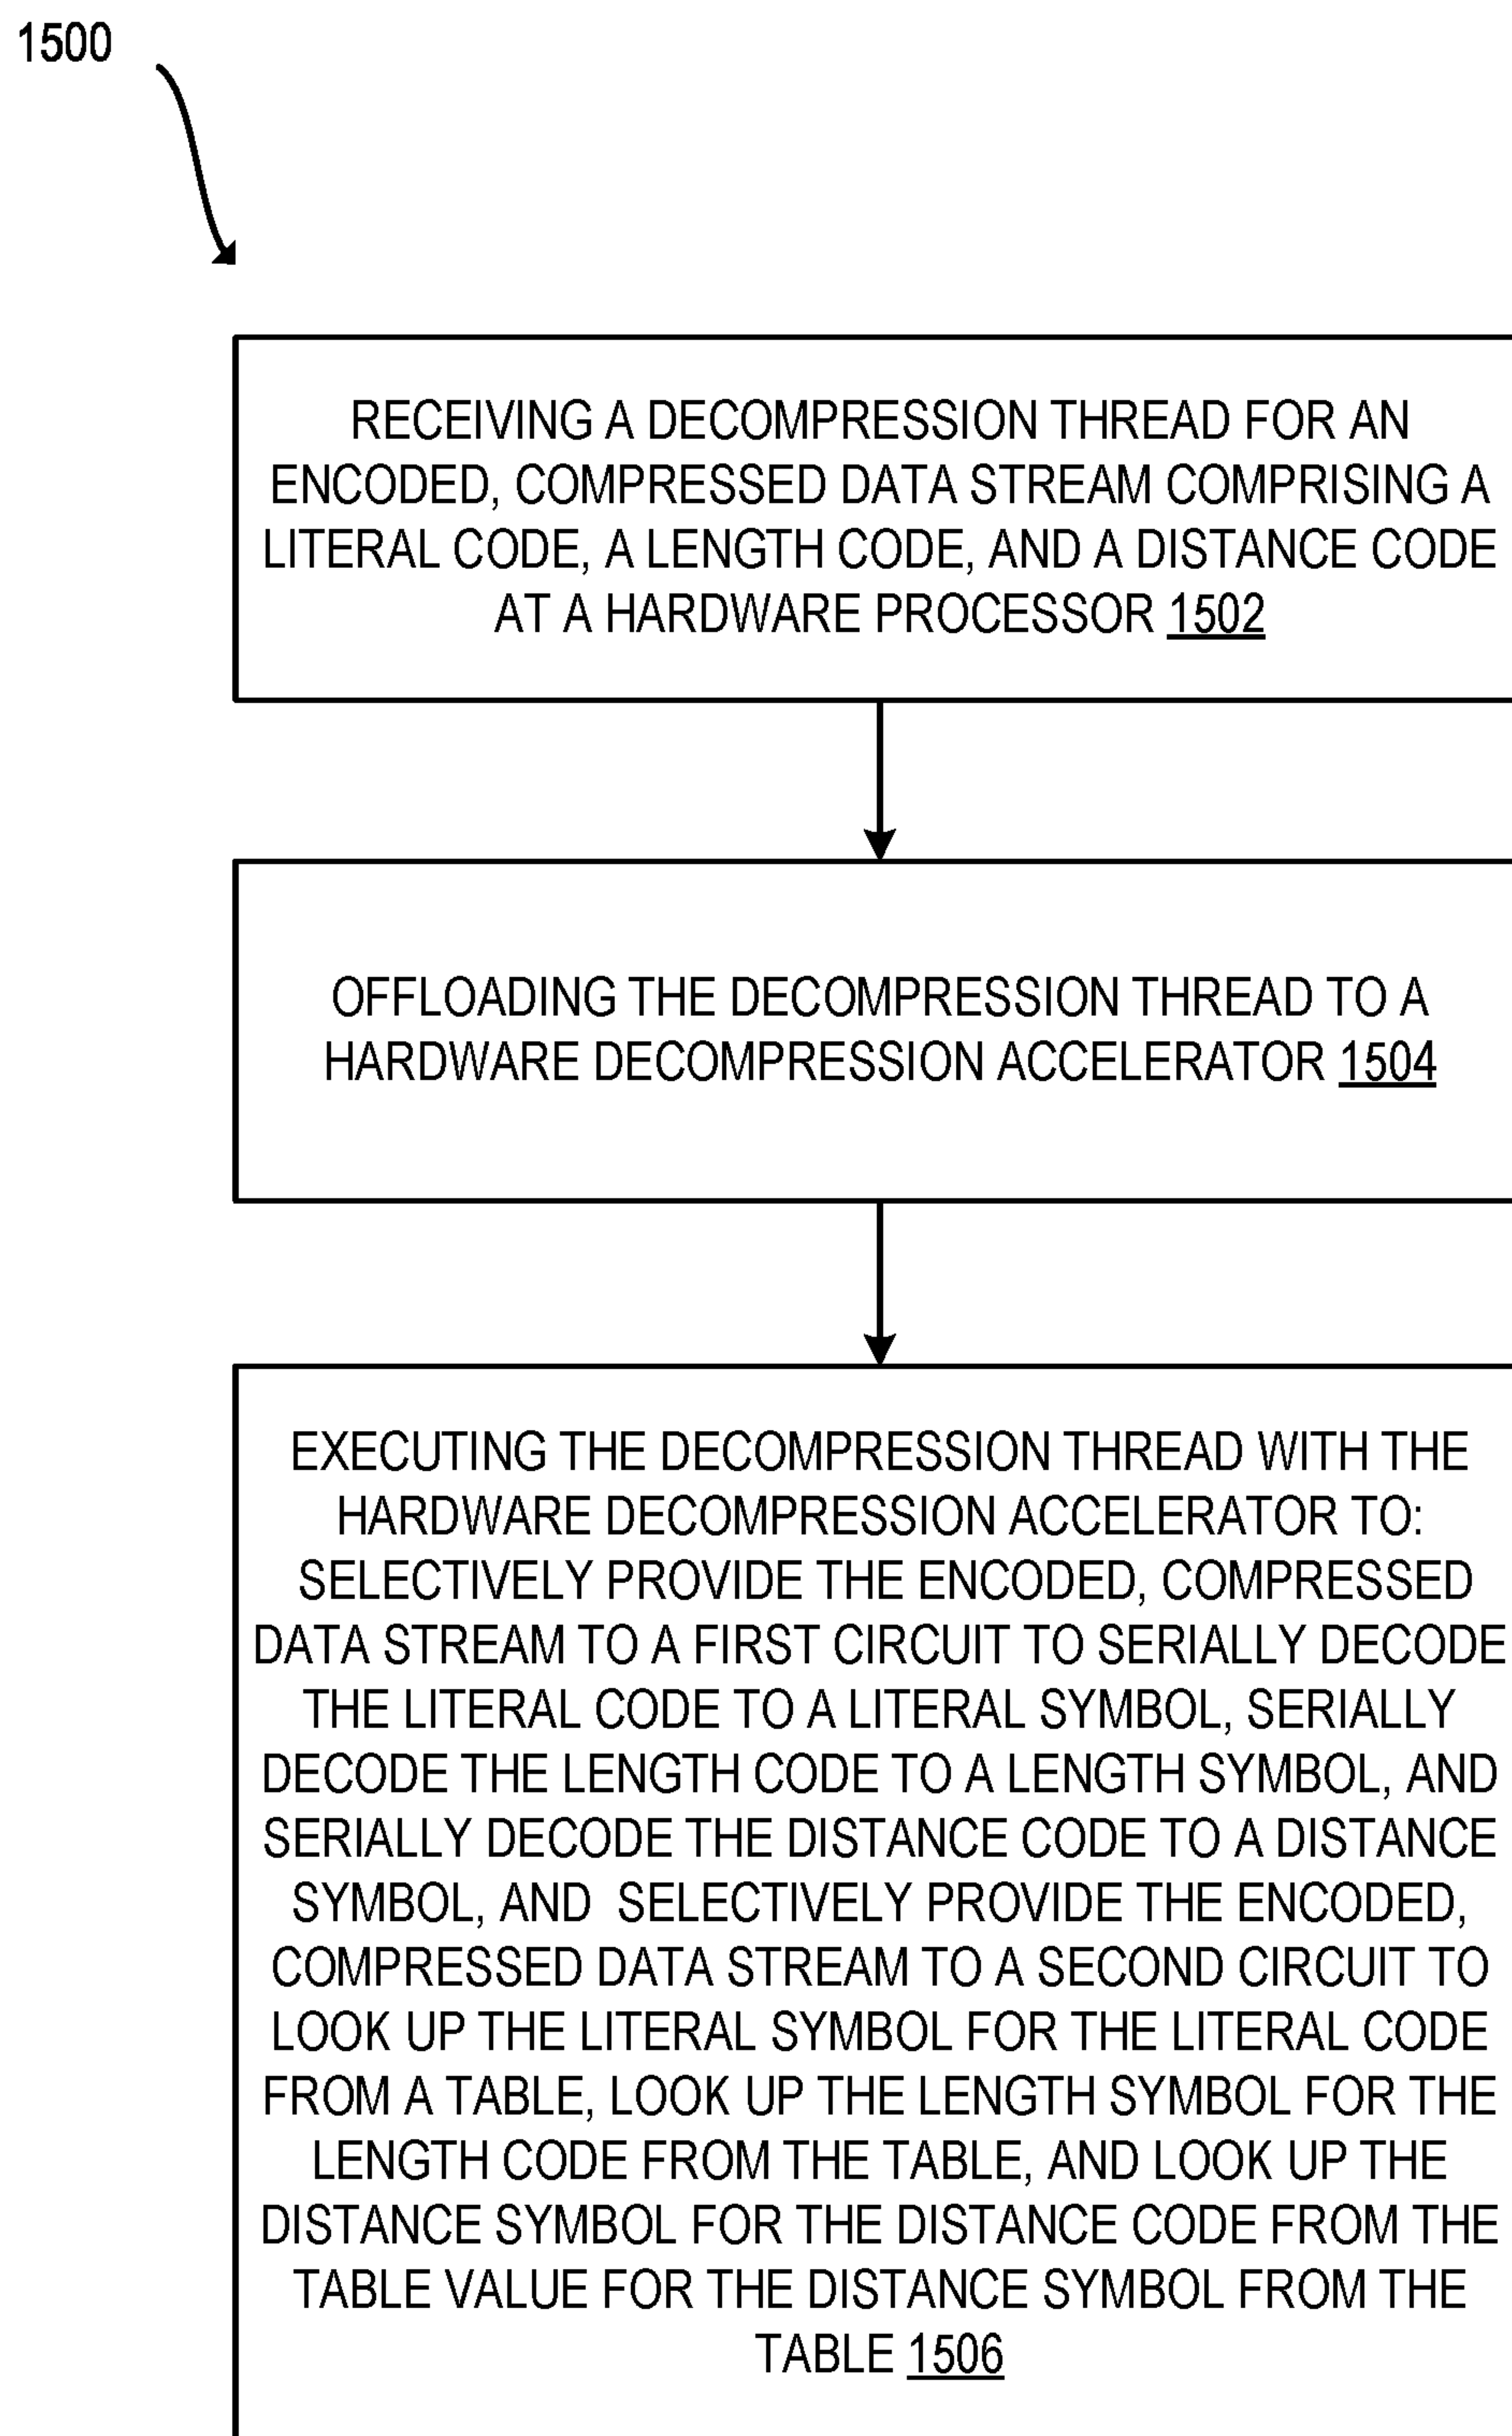 1500
RECEIVING A DECOMPRESSION THREAD FOR AN
ENCODED, COMPRESSED DATA STREAM COMPRISING A
LITERAL CODE, A LENGTH CODE, AND A DISTANCE CODE
AT A HARDWARE PROCESSOR 1502
OFFLOADING THE DECOMPRESSION THREAD TO A
HARDWARE DECOMPRESSION ACCELERATOR 1504
EXECUTING THE DECOMPRESSION THREAD WITH THE
HARDWARE DECOMPRESSION ACCELERATOR TO:
SELECTIVELY PROVIDE THE ENCODED, COMPRESSED
DATA STREAM TO A FIRST CIRCUIT TO SERIALLY DECODE
THE LITERAL CODE TO A LITERAL SYMBOL, SERIALLY
DECODE THE LENGTH CODE TO A LENGTH SYMBOL, AND
SERIALLY DECODE THE DISTANCE CODE TO A DISTANCE
SYMBOL, AND SELECTIVELY PROVIDE THE ENCODED,
COMPRESSED DATA STREAM TO A SECOND CIRCUIT TO
LOOK UP THE LITERAL SYMBOL FOR THE LITERAL CODE
FROM A TABLE, LOOK UP THE LENGTH SYMBOL FOR THE
LENGTH CODE FROM THE TABLE, AND LOOK UP THE
DISTANCE SYMBOL FOR THE DISTANCE CODE FROM THE
TABLE VALUE FOR THE DISTANCE SYMBOL FROM THE
TABLE 1506